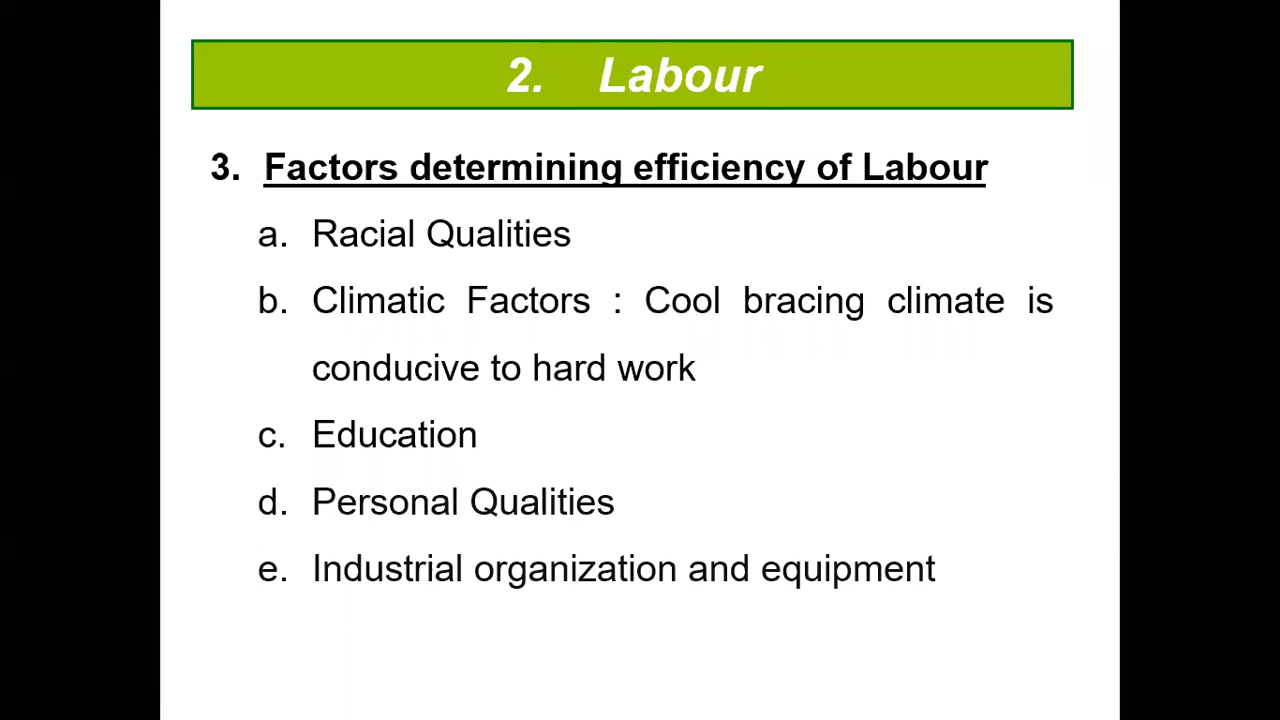 2. Labour
3. Factors determining efficiency of Labour
a. Racial Qualities
b. Climatic Factors : Cool bracing climate is
conducive to hard work
c. Education
d. Personal Qualities
e. Industrial organization and equipment